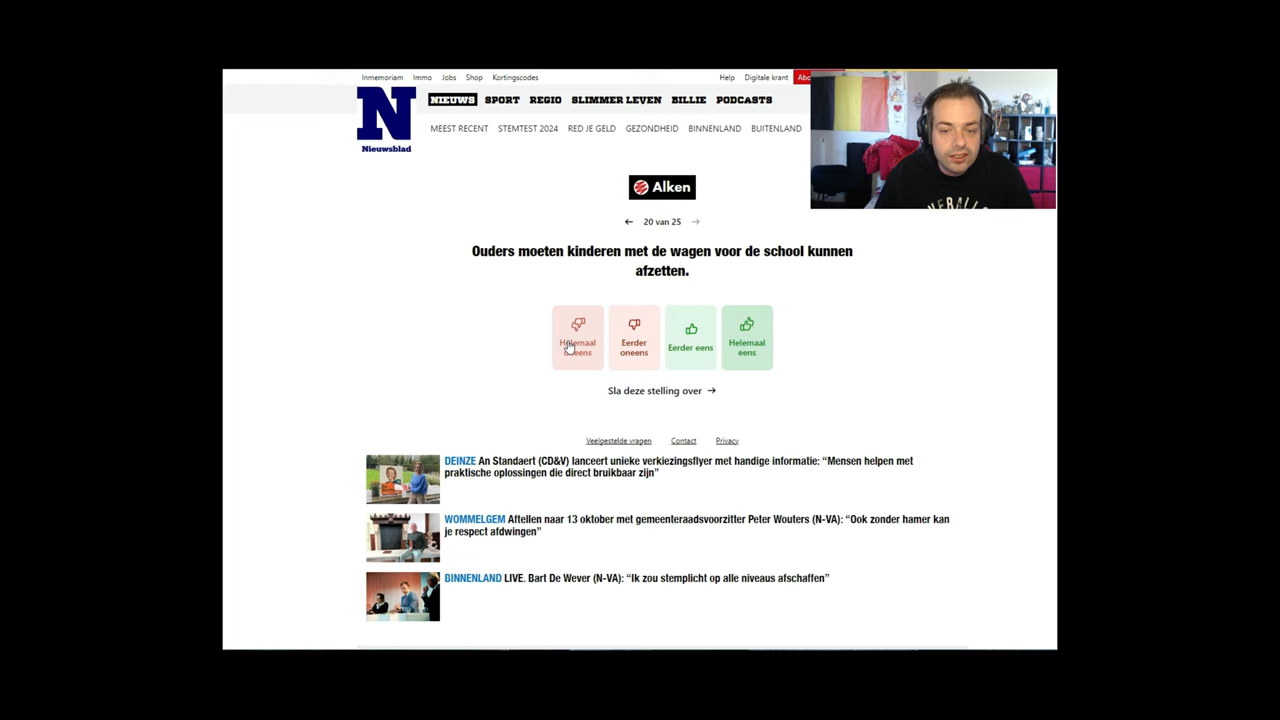 Inmemoriam Immo Jobs Shop Kortingscodes Help Digitale krant Abo
N
Nieuwsblad
NIEUWS SPORT REGIO SLIMMER LEVEN BILLIE PODCASTS
MEEST RECENT STEMTEST 2024 RED JE GELD GEZONDHEID BINNENLAND BUITENLAND
Alken
← 20 van 25 →
Ouders moeten kinderen met de wagen voor de school kunnen
afzetten.
Helemaal
oneens
Eerder
oneens
Eerder eens
Helemaal
eens
Sla deze stelling over →
Veelgestelde vragen Contact Privacy
DEINZE An Standaert (CD&V) lanceert unieke verkiezingsflyer met handige informatie: “Mensen helpen met
praktische oplossingen die direct bruikbaar zijn”
WOMMELGEM Aftellen naar 13 oktober met gemeenteraadsvoorzitter Peter Wouters (N-VA): “Ook zonder hamer kan
je respect afdwingen”
BINNENLAND LIVE. Bart De Wever (N-VA): “Ik zou stemplicht op alle niveaus afschaffen”